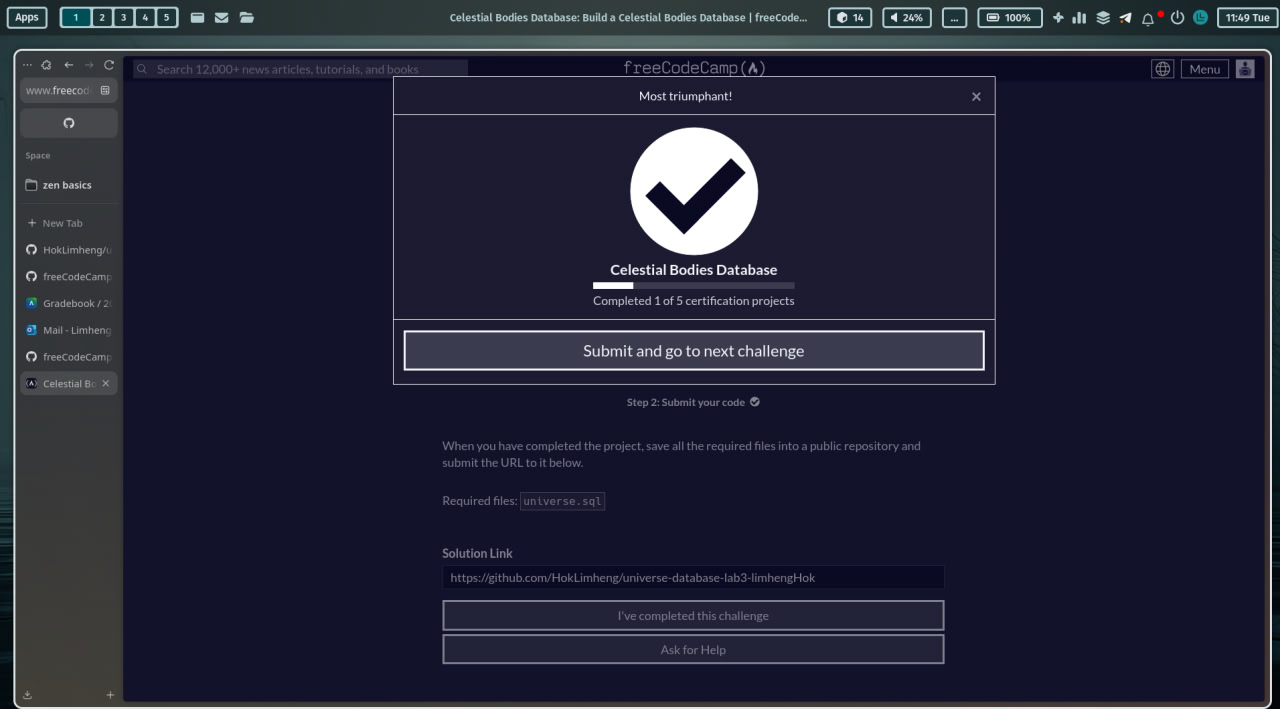 Apps 1 2 3 4 5 Celestial Bodies Database: Build a Celestial Bodies Database | freeCode... 14 24% ... 100% 11:49 Tue
www.freecod
Space
zen basics
New Tab
HokLimheng/u
freeCodeCamp
Gradebook / 2
Mail - Limheng
freeCodeCamp
Celestial Bo
Search 12,000+ news articles, tutorials, and books
freeCodeCamp
Menu
Most triumphant!
Celestial Bodies Database
Completed 1 of 5 certification projects
Submit and go to next challenge
Step 2: Submit your code
When you have completed the project, save all the required files into a public repository and
submit the URL to it below.
Required files: universe.sql
Solution Link
https://github.com/HokLimheng/universe-database-lab3-limhengHok
I've completed this challenge
Ask for Help